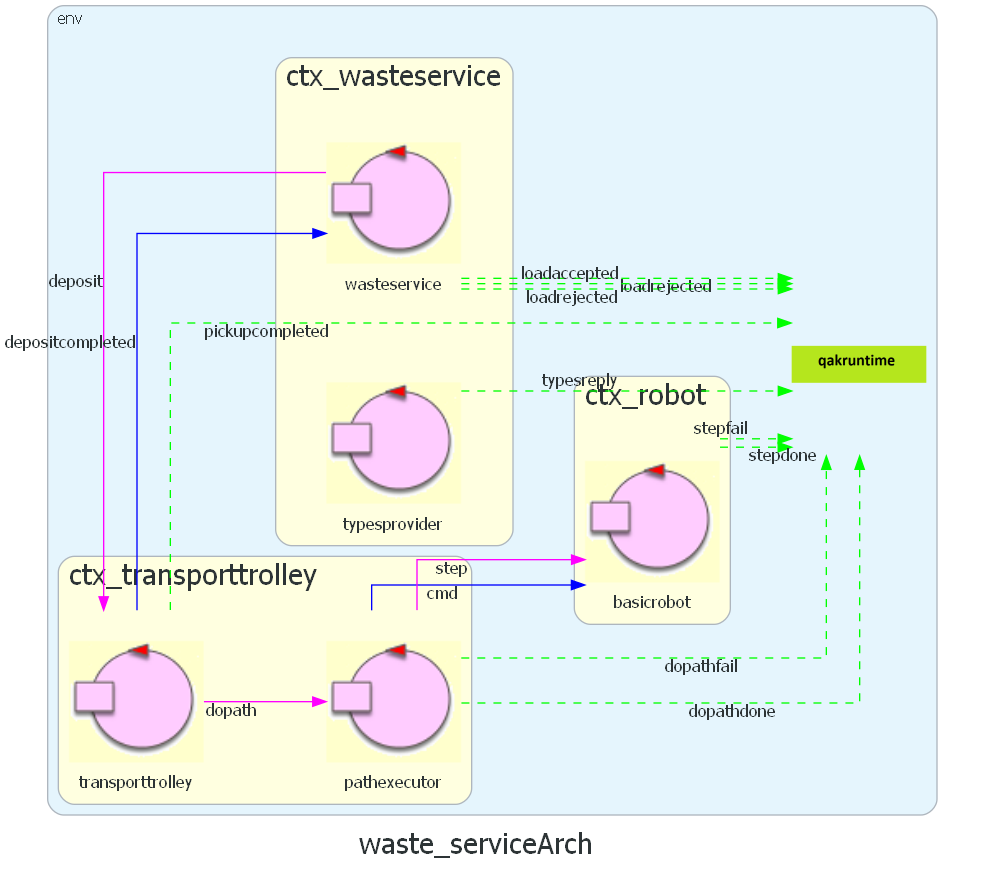 env
ctx_wasteservice
wasteservice
deposit
loadaccepted
loadrejected
loadrejected
pickupcompleted
depositcompleted
qakruntime
typesreply
ctx_robot
stepfail
stepdone
typesprovider
ctx_transporttrolley
step
cmd
basicrobot
dopathfail
dopath
dopathdone
transporttrolley
pathexecutor
waste_serviceArch